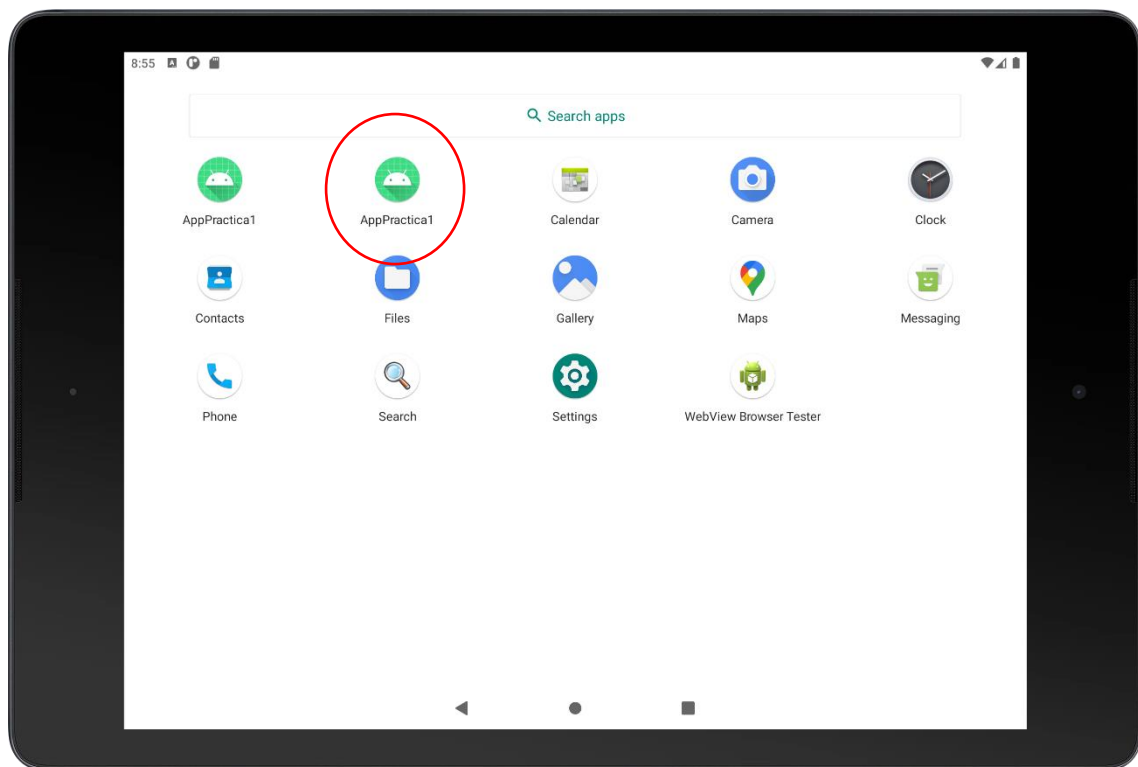 8:55
Search apps
AppPractica1 AppPractica1 Calendar Camera Clock
Contacts Files Gallery Maps Messaging
Phone Search Settings WebView Browser Tester